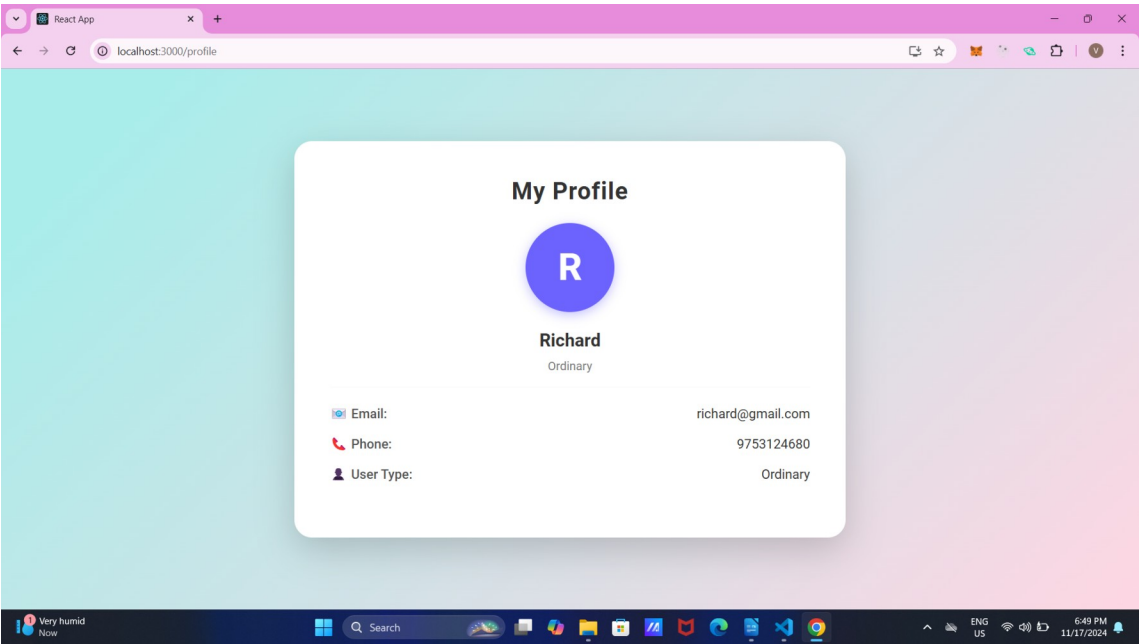 React App
localhost:3000/profile
V
My Profile
R
Richard
Ordinary
Email: richard@gmail.com
Phone: 9753124680
User Type: Ordinary
1
Very humid
Now
Search
ENG
US
6:49 PM
11/17/2024